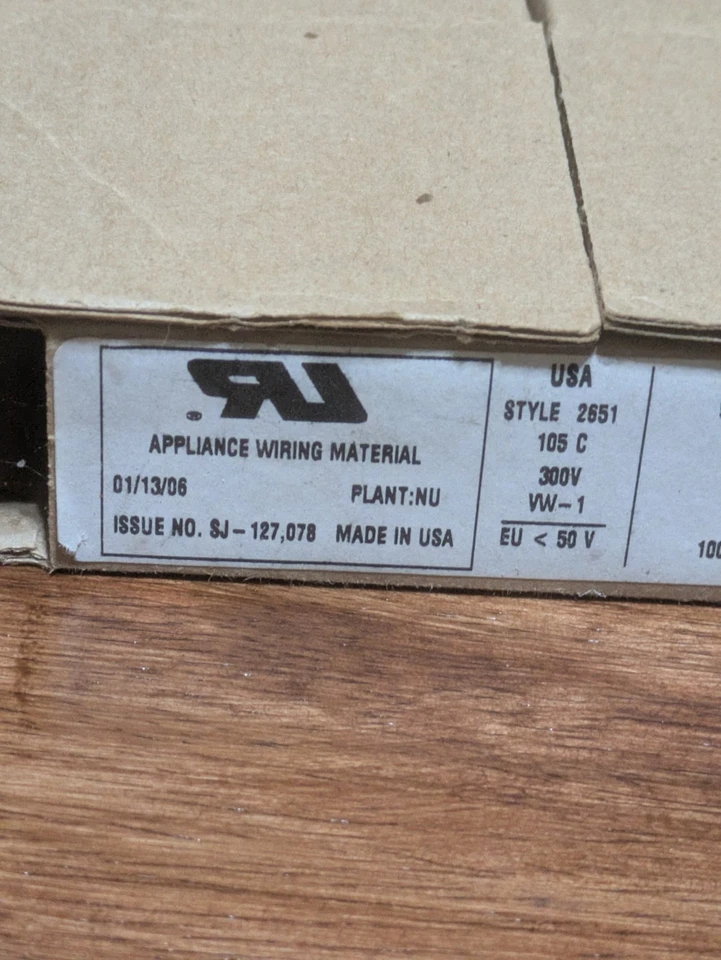 UR ®
APPLIANCE WIRING MATERIAL
01/13/06 PLANT:NU
ISSUE NO. SJ-127,078 MADE IN USA
USA
STYLE 2651
105 C
300V
VW-1
EU < 50 V